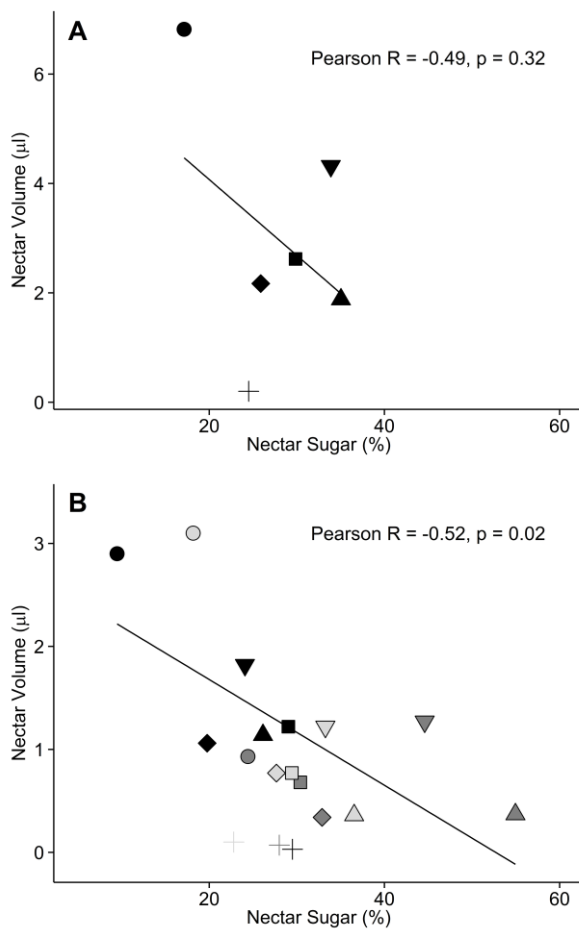 A
Pearson R = -0.49, p = 0.32
Nectar Volume (μl)
6
4
2
0
20 40 60
Nectar Sugar (%)
B
Pearson R = -0.52, p = 0.02
Nectar Volume (μl)
3
2
1
0
20 40 60
Nectar Sugar (%)